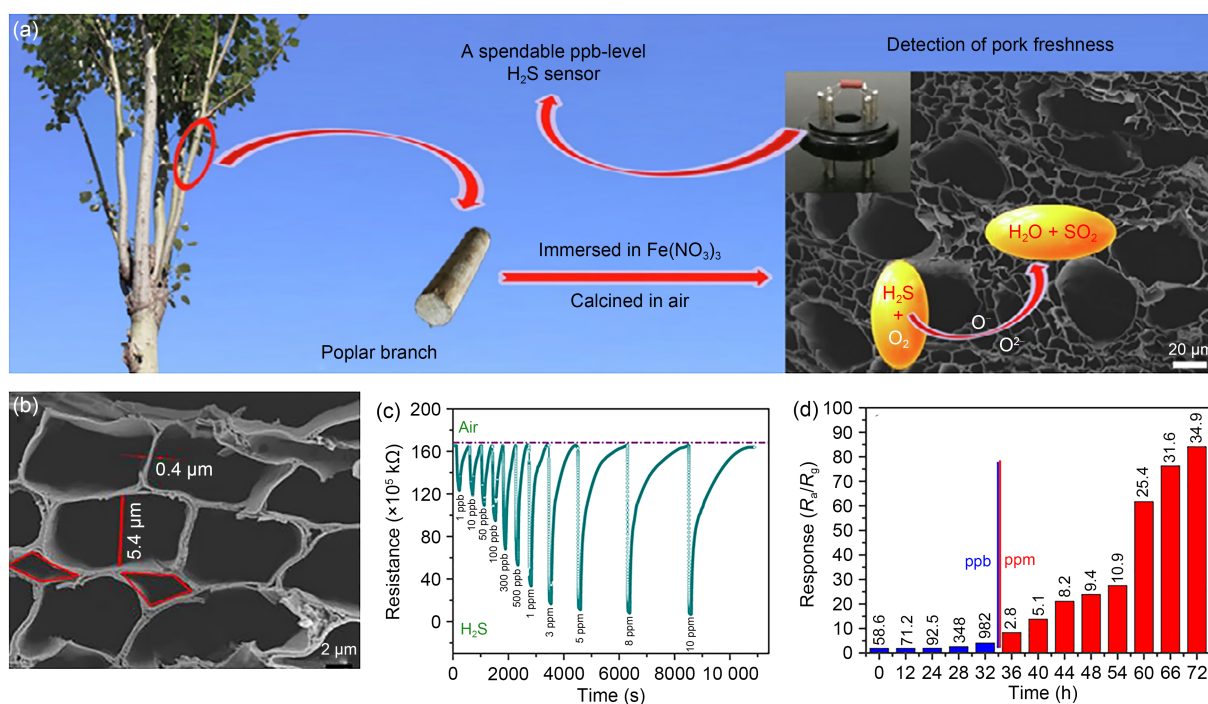 (a)
A spendable ppb-level
H₂S sensor
Detection of pork freshness
Immersed in Fe(NO₃)₃
Calcined in air
Poplar branch
H₂O + SO₂
H₂S
+
O₂
O⁻
O²⁻
20 μm
(b)
0.4 μm
5.4 μm
2 μm
(c)
Resistance (×10⁵ kΩ)
200
160
120
80
40
0
Air
H₂S
1 ppb
10 ppb
50 ppb
100 ppb
300 ppb
500 ppb
1 ppm
3 ppm
5 ppm
8 ppm
10 ppm
0 2000 4000 6000 8000 10 000
Time (s)
(d)
Response (Rₐ/R_g)
100
90
80
70
60
50
40
30
20
10
0
ppb ppm
58.6 71.2 92.5 348 982 2.8 5.1 8.2 9.4 10.9 25.4 31.6 34.9
0 12 24 28 32 36 40 44 48 54 60 66 72
Time (h)